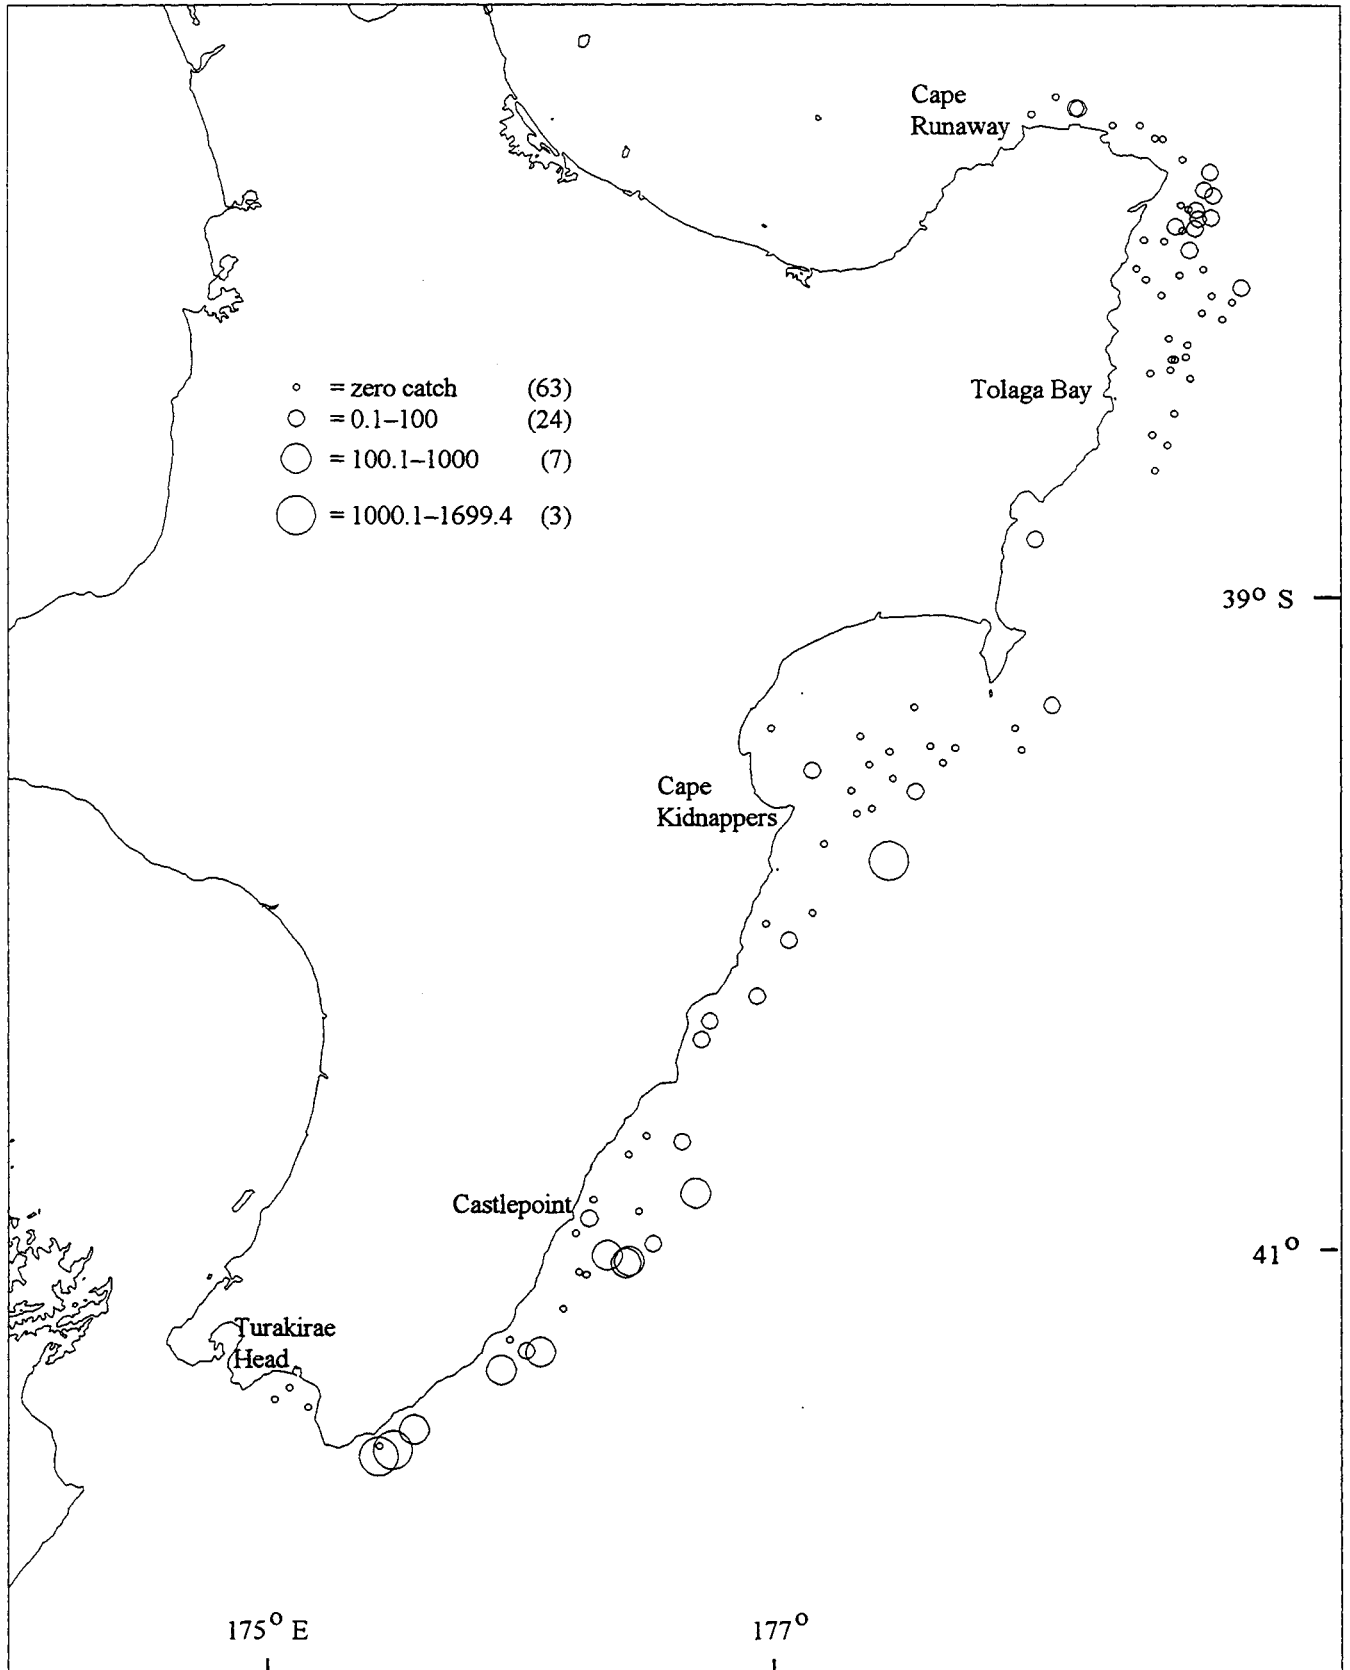 Cape
Runaway
= zero catch (63)
= 0.1–100 (24)
= 100.1–1000 (7)
= 1000.1–1699.4 (3)
Tolaga Bay
39° S
Cape
Kidnappers
Castlepoint
41°
Turakirae
Head
175° E
177°